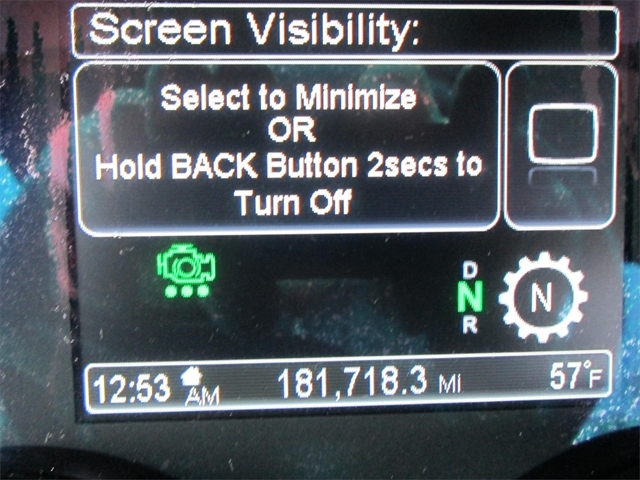 Screen Visibility:
Select to Minimize
OR
Hold BACK Button 2secs to
Turn Off
D
N
R
N
12:53 AM 181,718.3 MI 57°F